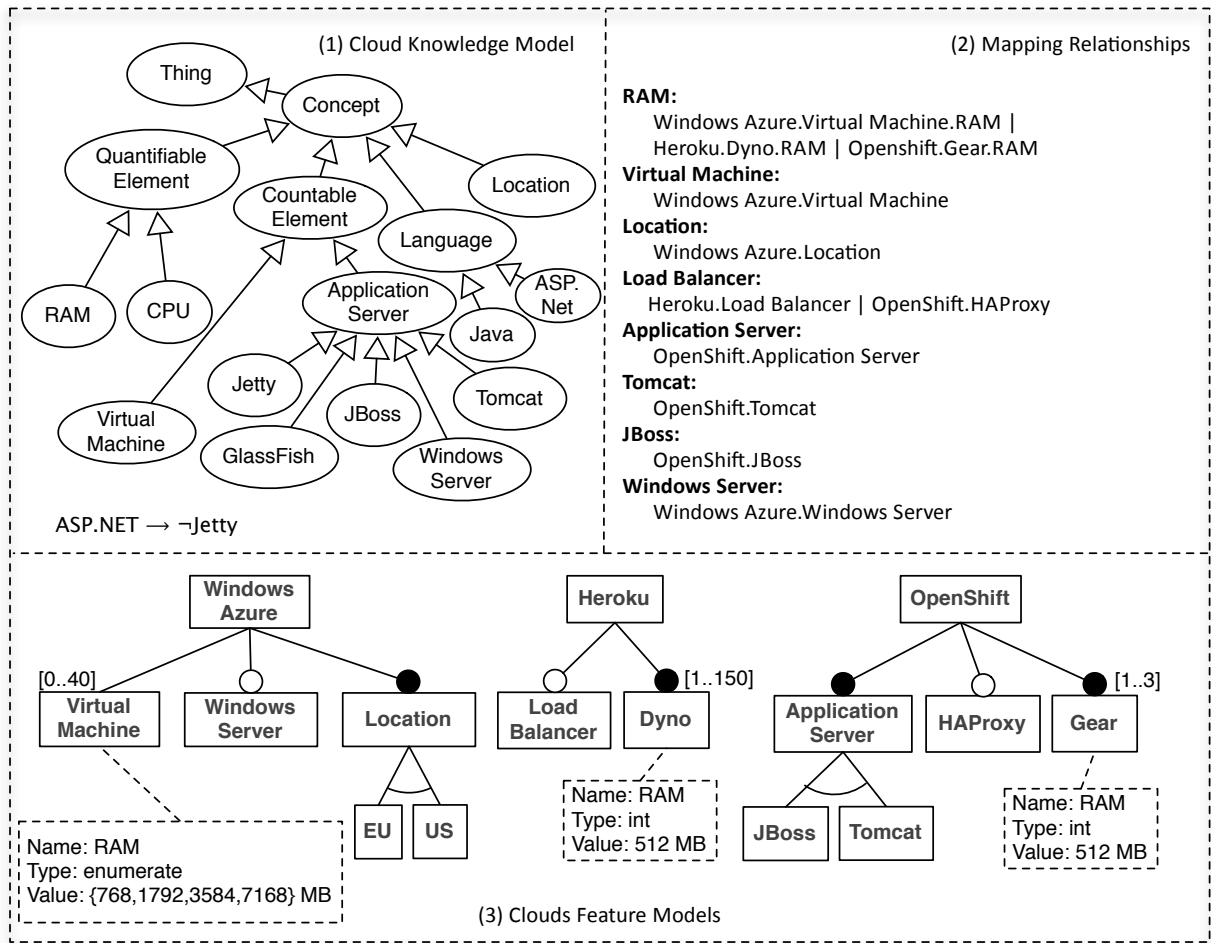 (1) Cloud Knowledge Model
Thing
Concept
Quantifiable
Element
Countable
Element
Location
Language
RAM
CPU
Application
Server
ASP.
Net
Java
Jetty
Tomcat
JBoss
Virtual
Machine
GlassFish
Windows
Server
ASP.NET → ¬Jetty
(2) Mapping Relationships
RAM:
Windows Azure.Virtual Machine.RAM |
Heroku.Dyno.RAM | Openshift.Gear.RAM
Virtual Machine:
Windows Azure.Virtual Machine
Location:
Windows Azure.Location
Load Balancer:
Heroku.Load Balancer | OpenShift.HAProxy
Application Server:
OpenShift.Application Server
Tomcat:
OpenShift.Tomcat
JBoss:
OpenShift.JBoss
Windows Server:
Windows Azure.Windows Server
Windows
Azure
[0..40]
Virtual
Machine
Windows
Server
Location
EU
US
Name: RAM
Type: enumerate
Value: {768,1792,3584,7168} MB
Heroku
Load
Balancer
[1..150]
Dyno
Name: RAM
Type: int
Value: 512 MB
OpenShift
Application
Server
HAProxy
[1..3]
Gear
JBoss
Tomcat
Name: RAM
Type: int
Value: 512 MB
(3) Clouds Feature Models